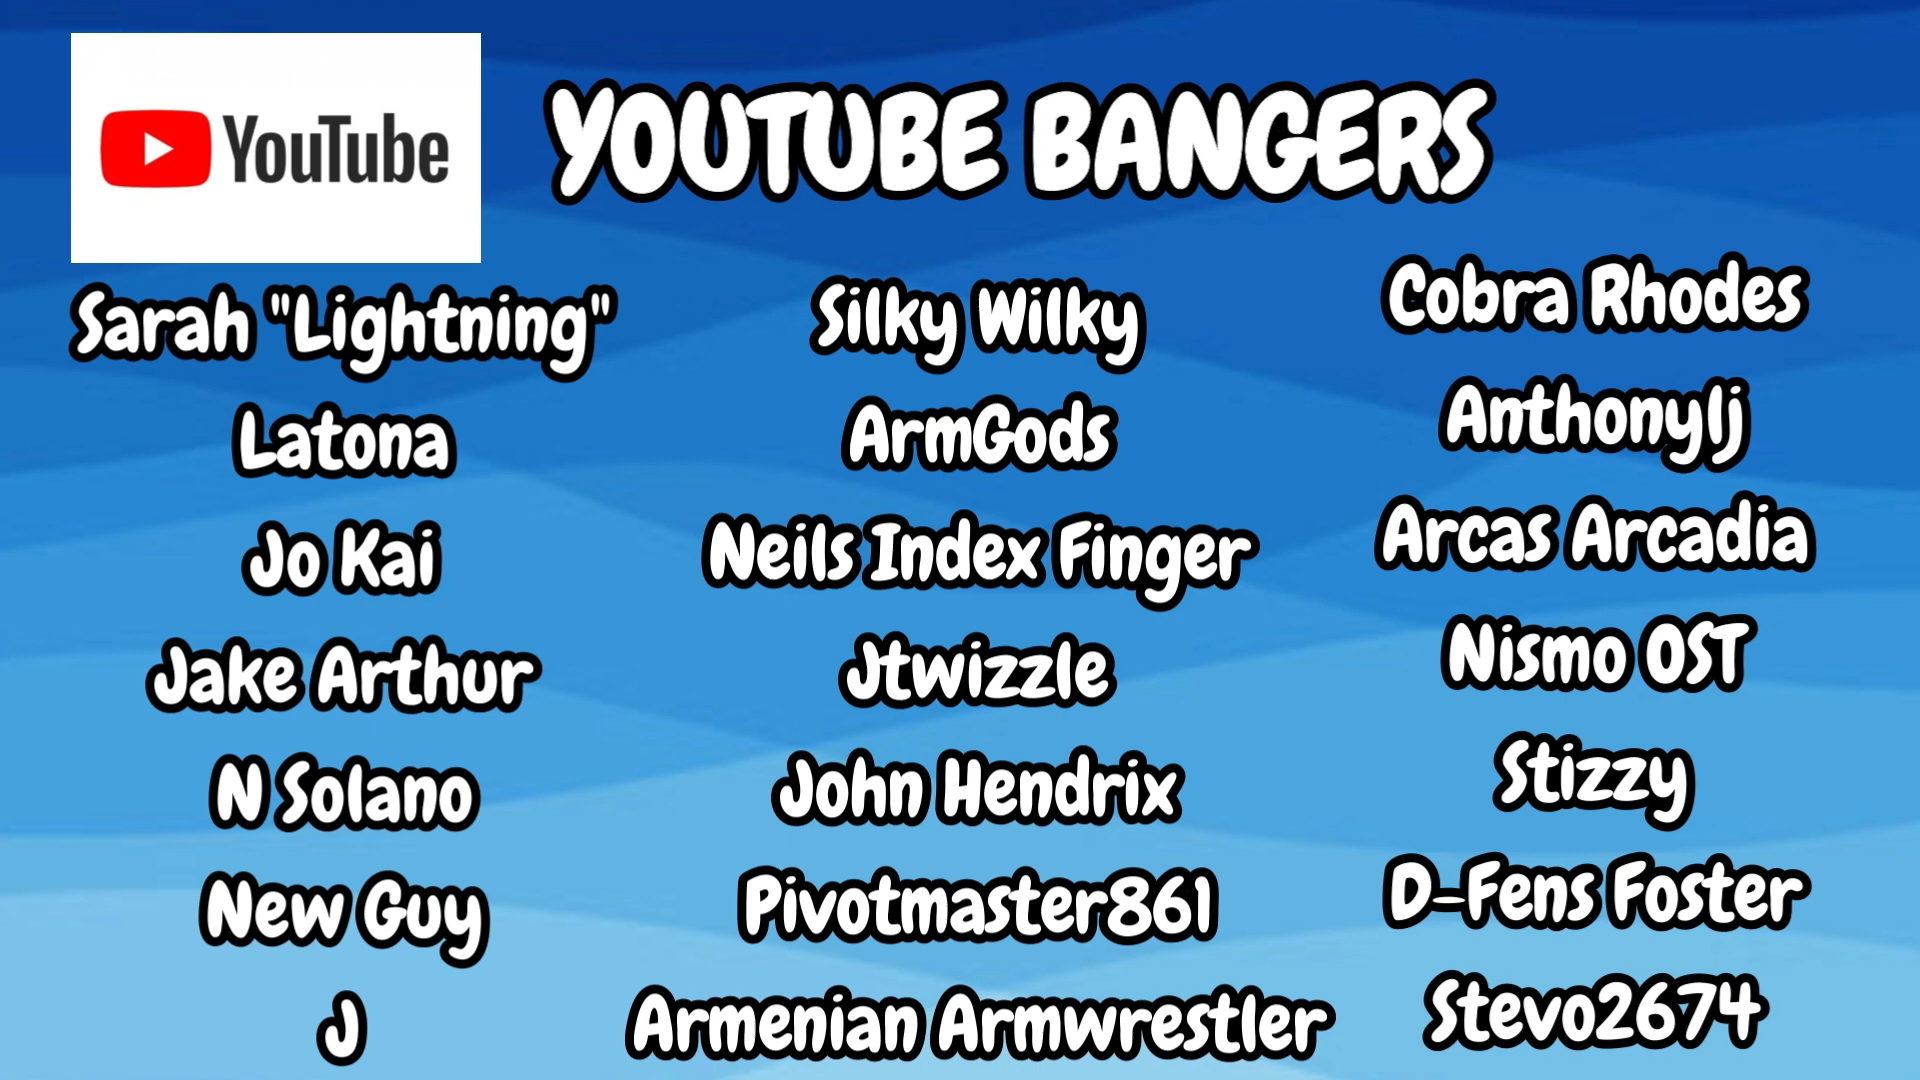 YouTube
YOUTUBE BANGERS
Sarah "Lightning"
Latona
Jo Kai
Jake Arthur
N Solano
New Guy
J
Silky Wilky
ArmGods
Neils Index Finger
Jtwizzle
John Hendrix
Pivotmaster861
Armenian Armwrestler
Cobra Rhodes
Anthonylj
Arcas Arcadia
Nismo OST
Stizzy
D-Fens Foster
Stevo2674